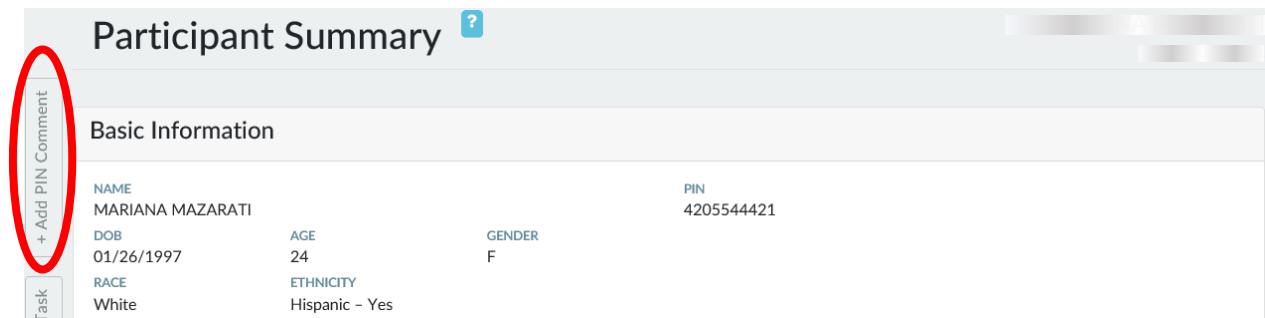 Participant Summary ?
+ Add PIN Comment
Task
Basic Information
NAME PIN
MARIANA MAZARATI 4205544421
DOB AGE GENDER
01/26/1997 24 F
RACE ETHNICITY
White Hispanic – Yes